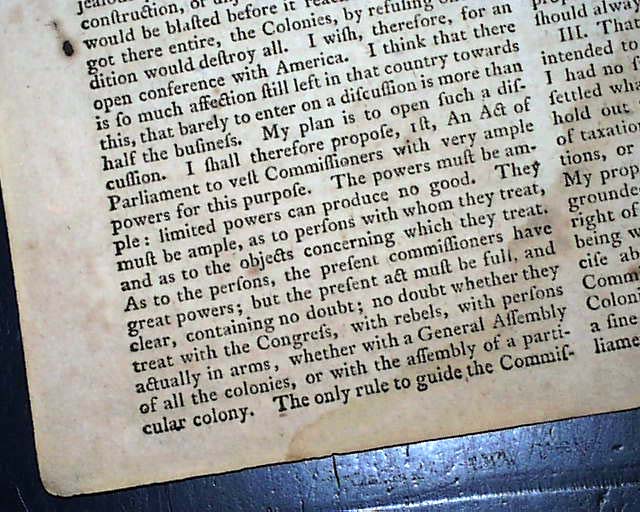 conſtruction, or
would be blaſted before it
got there entire, the Colonies, by refuſing
dition would deſtroy all. I wiſh, therefore, for an
open conference with America. I think that there
is ſo much affection ſtill left in that country towards
this, that barely to enter on a diſcuſſion is more than
half the buſineſs. My plan is to open ſuch a diſ-
cuſſion. I ſhall therefore propoſe, 1ſt, An Act of
Parliament to veſt Commiſſioners with very ample
powers for this purpoſe. The powers muſt be am-
ple: limited powers can produce no good. They
muſt be ample, as to perſons with whom they treat,
and as to the objects concerning which they treat.
As to the perſons, the preſent commiſſioners have
great powers; but the preſent act muſt be full, and
clear, containing no doubt; no doubt whether they
treat with the Congreſs, with rebels, with perſons
actually in arms, whether with a General Aſſembly
of all the colonies, or with the aſſembly of a parti-
cular colony. The only rule to guide the Commiſ-
ſhould alway
III. That
intended to
I had no
ſettled wha
hold out
of taxatio
tions, or
My prop
grounde
right of
being w
ciſe ab
Comm
Coloni
a fine
liame